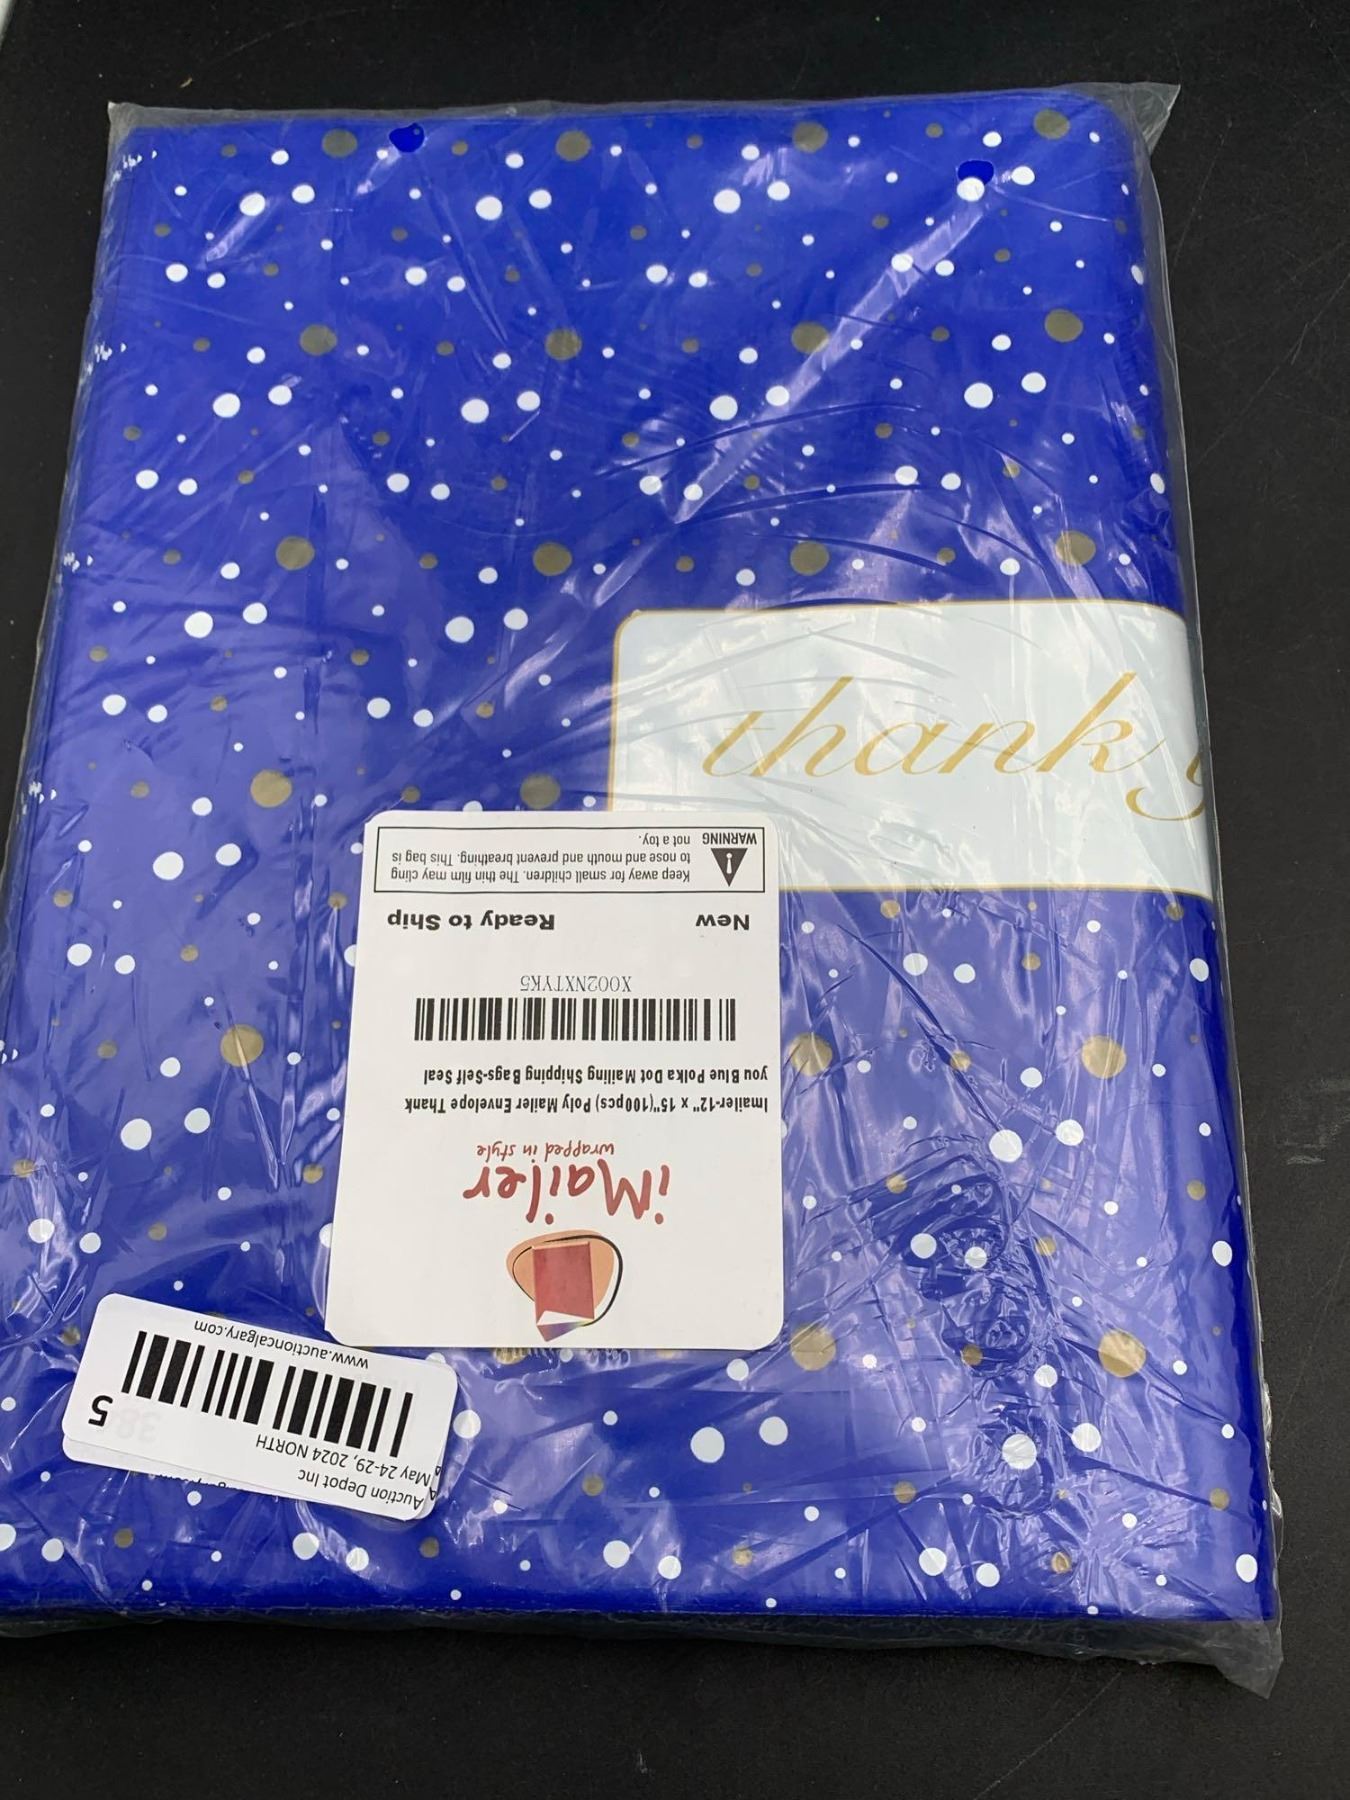 thank
WARNING
Keep away for small children. The thin film may cling
to nose and mouth and prevent breathing. This bag is
not a toy.
New Ready to Ship
X002NXTYK5
Imailer-12" x 15"(100pcs) Poly Mailer Envelope Thank
you Blue Polka Dot Mailing Shipping Bags-Self Seal
iMailer
wrapped in style
Auction Depot Inc
May 24-29, 2024 NORTH
5
www.auctioncalgary.com